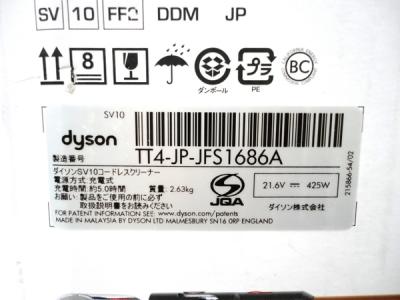 SV 10 FF2 DDM JP
8
ダンボール
プラ
PE
CALIFORNIA ENERGY
BC
SV10
dyson
製造番号
TT4-JP-JFS1686A
ダイソンSV10コードレスクリーナー
電源方式: 充電式
充電時間: 約5.0時間 質量: 2.63kg
お願い: 製品をご使用の前に必ず
取扱説明書をお読みください
FOR PATENT INFORMATION SEE www.dyson/patents
MADE IN MALAYSIA BY DYSON LTD MALMESBURY SN16 0RP ENGLAND
JQA
21.6V 425W
ダイソン株式会社
215866-54/02